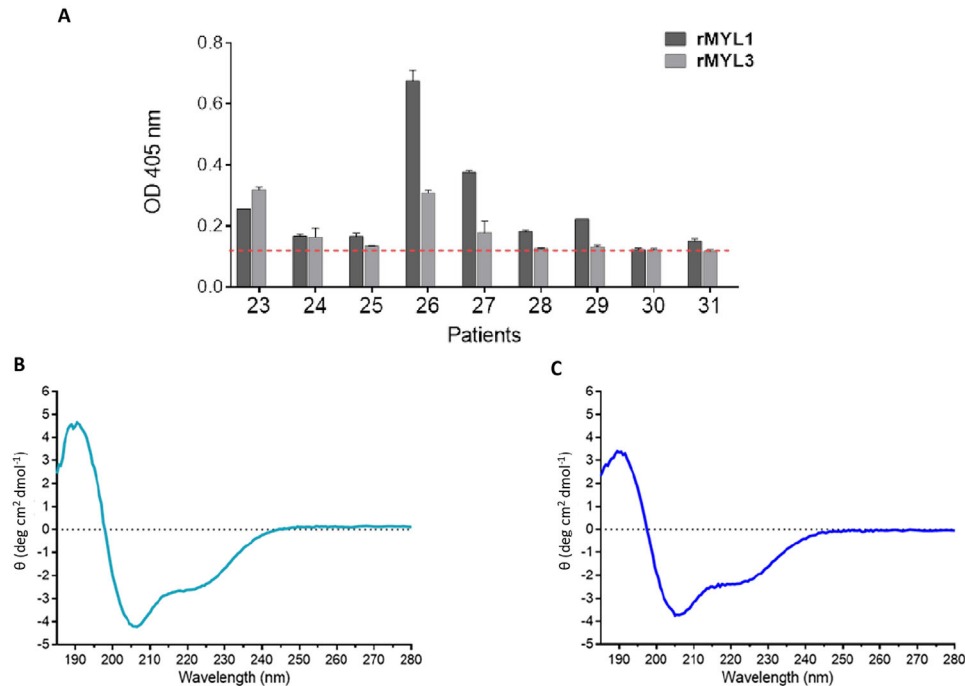 A
rMYL1
rMYL3
OD 405 nm
0.8
0.6
0.4
0.2
0.0
23 24 25 26 27 28 29 30 31
Patients
B
θ (deg cm² dmol⁻¹)
6
5
4
3
2
1
0
-1
-2
-3
-4
-5
190 200 210 220 230 240 250 260 270 280
Wavelength (nm)
C
θ (deg cm² dmol⁻¹)
6
5
4
3
2
1
0
-1
-2
-3
-4
-5
190 200 210 220 230 240 250 260 270 280
Wavelength (nm)